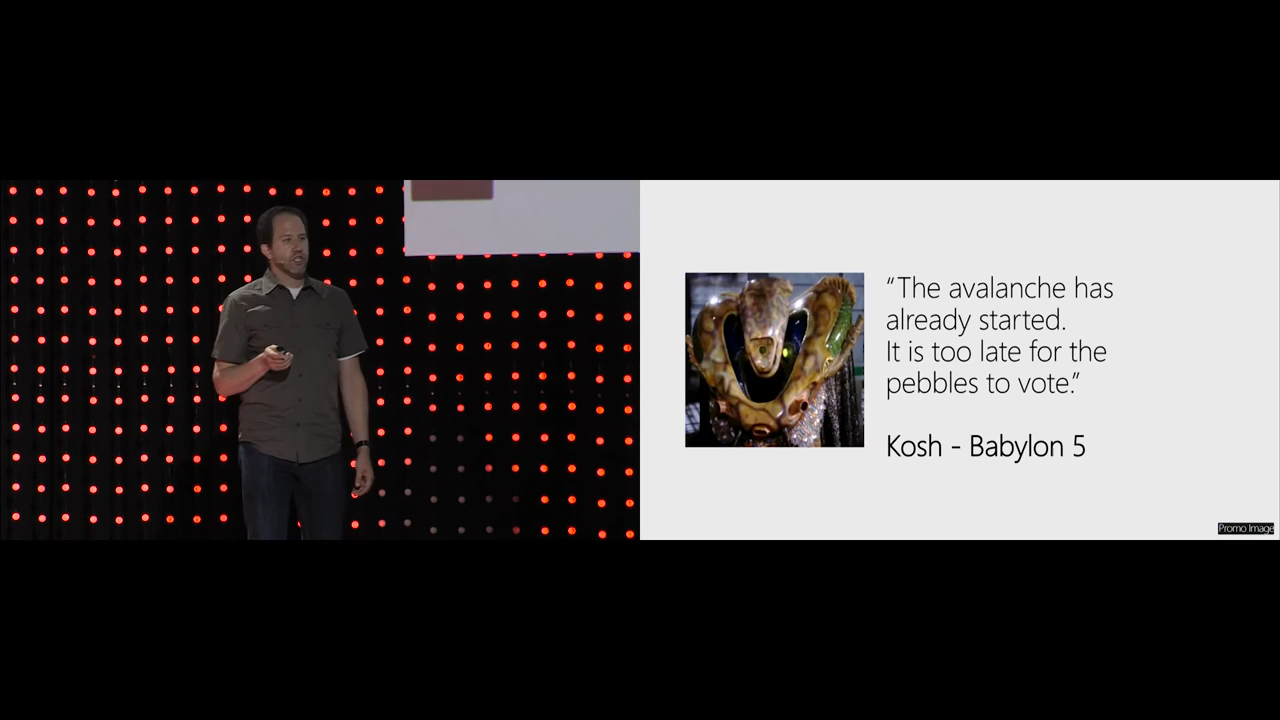 “The avalanche has
already started.
It is too late for the
pebbles to vote.”
Kosh - Babylon 5
Promo Image